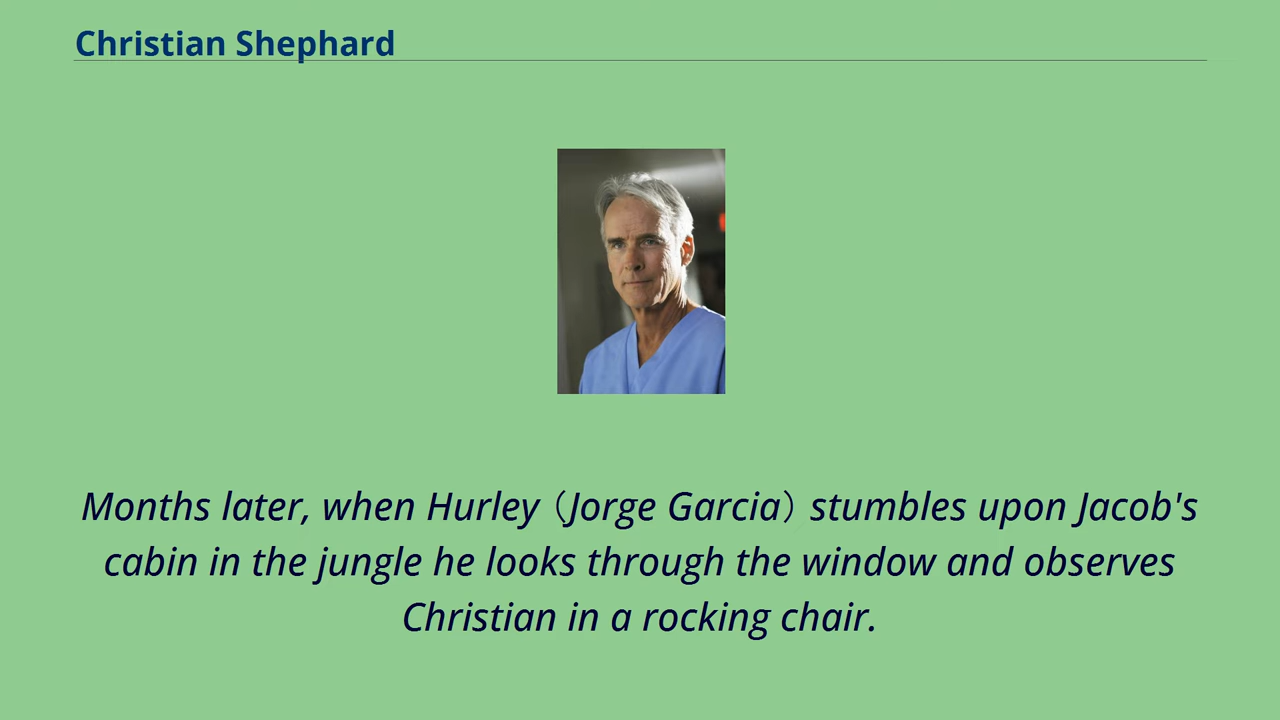 Christian Shephard
Months later, when Hurley （Jorge Garcia） stumbles upon Jacob's
cabin in the jungle he looks through the window and observes
Christian in a rocking chair.